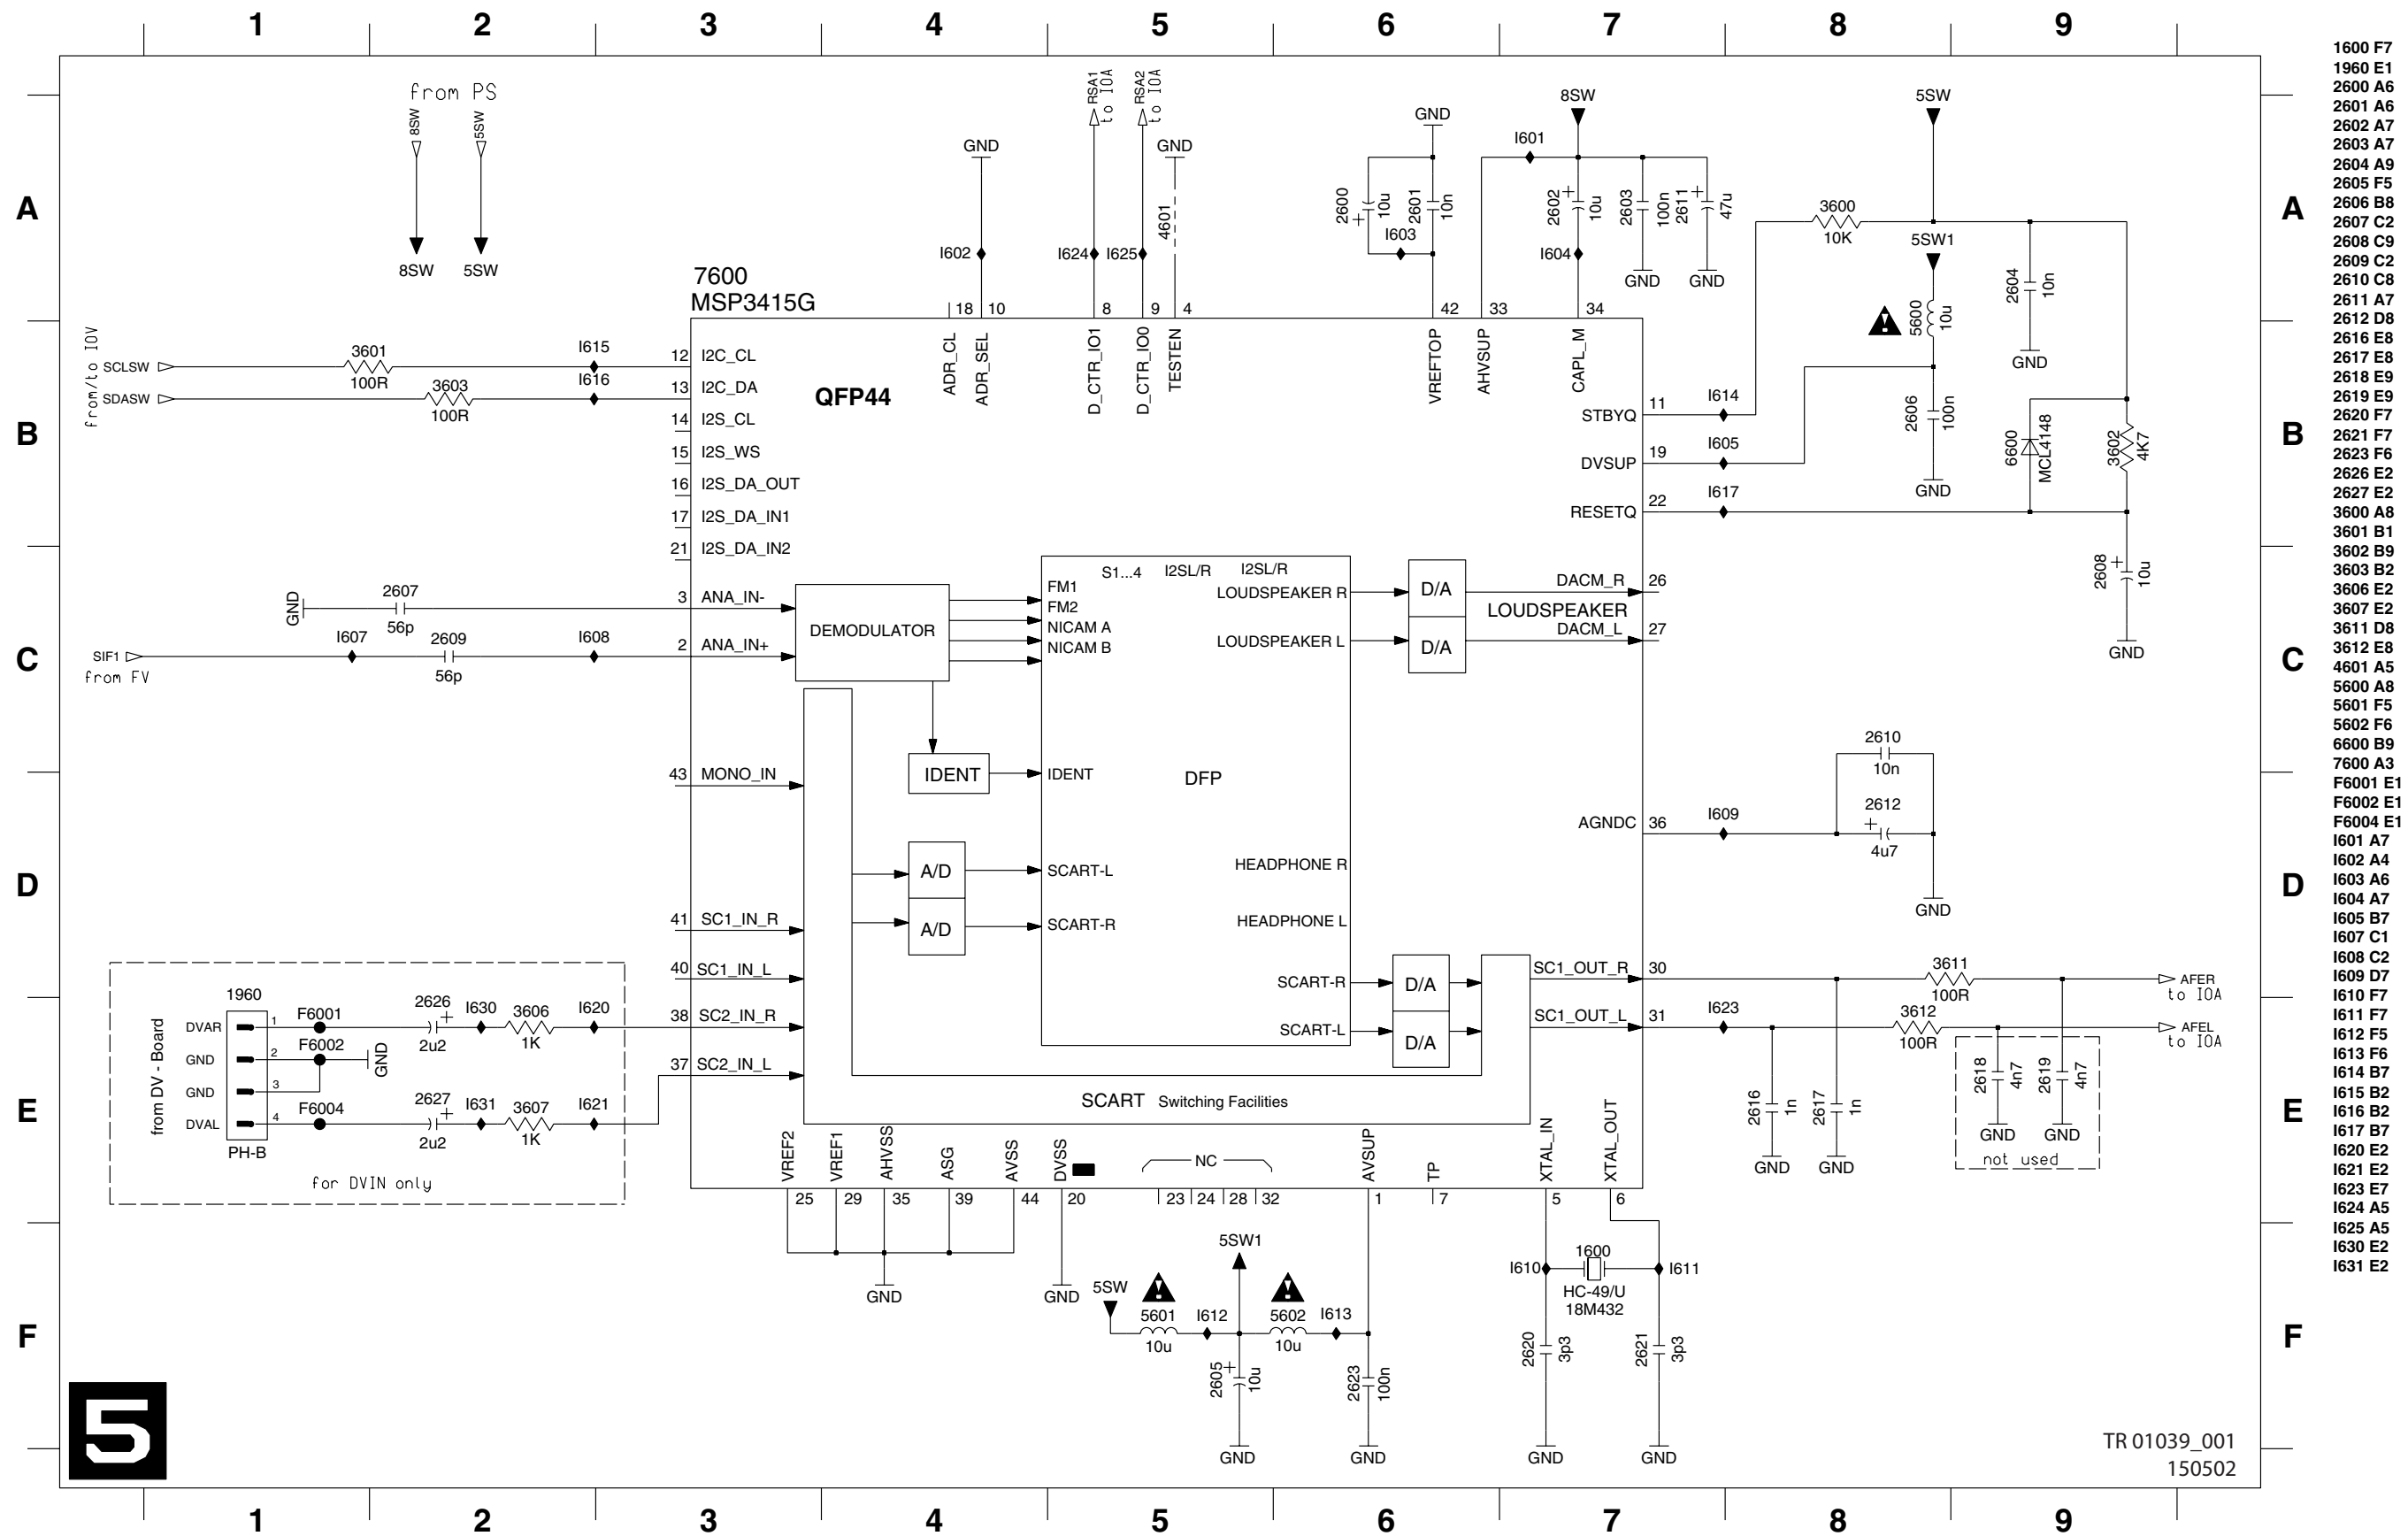 1 2 3 4 5 6 7 8 9
A
B
C
D
E
F
from PS
8SW
5SW
8SW
5SW
RSA1
to IOA
RSA2
to IOA
GND
I602
I624
I625
GND
4601
GND
2600
10u
2601
10n
I603
8SW
I601
2602
10u
2603
100n
2611
47u
I604
GND
GND
5SW
3600
10K
5SW1
5600
10u
2604
10n
GND
7600
MSP3415G
QFP44
18
10
8
9
4
42
33
34
ADR_CL
ADR_SEL
D_CTR_IO1
D_CTR_IO0
TESTEN
VREFTOP
AHVSUP
CAPL_M
from/to IOV
SCLSW
SDASW
3601
100R
3603
100R
I615
I616
12 I2C_CL
13 I2C_DA
14 I2S_CL
15 I2S_WS
16 I2S_DA_OUT
17 I2S_DA_IN1
21 I2S_DA_IN2
STBYQ 11 I614
DVSUP 19 I605
RESETQ 22 I617
2606
100n
GND
6600
MCL4148
3602
4K7
2608
10u
GND
GND
2607
56p
SIF1
from FV
I607
2609
56p
I608
3 ANA_IN-
2 ANA_IN+
DEMODULATOR
FM1
FM2
NICAM A
NICAM B
S1...4 I2SL/R I2SL/R
LOUDSPEAKER R
LOUDSPEAKER L
D/A
D/A
DACM_R 26
LOUDSPEAKER
DACM_L 27
43 MONO_IN
IDENT
IDENT
DFP
2610
10n
2612
4u7
AGNDC 36 I609
GND
A/D
A/D
SCART-L
SCART-R
HEADPHONE R
HEADPHONE L
41 SC1_IN_R
40 SC1_IN_L
38 SC2_IN_R
37 SC2_IN_L
SCART-R
SCART-L
D/A
D/A
SC1_OUT_R 30
SC1_OUT_L 31
I623
3611
100R
3612
100R
AFER
to IOA
AFEL
to IOA
2616
1n
2617
1n
2618
4n7
2619
4n7
GND
GND
GND
GND
not used
1960
from DV - Board
DVAR
GND
GND
DVAL
1
2
3
4
PH-B
F6001
F6002
F6004
GND
2626
2u2
I630
3606
1K
I620
2627
2u2
I631
3607
1K
I621
for DVIN only
SCART Switching Facilities
VREF2
VREF1
AHVSS
ASG
AVSS
DVSS
NC
AVSUP
TP
XTAL_IN
XTAL_OUT
25
29
35
39
44
20
23
24
28
32
1
7
5
6
GND
GND
5SW
5601
10u
I612
5SW1
5602
10u
I613
2605
10u
2623
100n
GND
GND
I610
1600
HC-49/U
18M432
I611
2620
3p3
2621
3p3
GND
GND
5
TR 01039_001
150502
A
B
C
D
E
F
1 2 3 4 5 6 7 8 9
1600 F7
1960 E1
2600 A6
2601 A6
2602 A7
2603 A7
2604 A9
2605 F5
2606 B8
2607 C2
2608 C9
2609 C2
2610 C8
2611 A7
2612 D8
2616 E8
2617 E8
2618 E9
2619 E9
2620 F7
2621 F7
2623 F6
2626 E2
2627 E2
3600 A8
3601 B1
3602 B9
3603 B2
3606 E2
3607 E2
3611 D8
3612 E8
4601 A5
5600 A8
5601 F5
5602 F6
6600 B9
7600 A3
F6001 E1
F6002 E1
F6004 E1
I601 A7
I602 A4
I603 A6
I604 A7
I605 B7
I607 C1
I608 C2
I609 D7
I610 F7
I611 F7
I612 F5
I613 F6
I614 B7
I615 B2
I616 B2
I617 B7
I620 E2
I621 E2
I623 E7
I624 A5
I625 A5
I630 E2
I631 E2